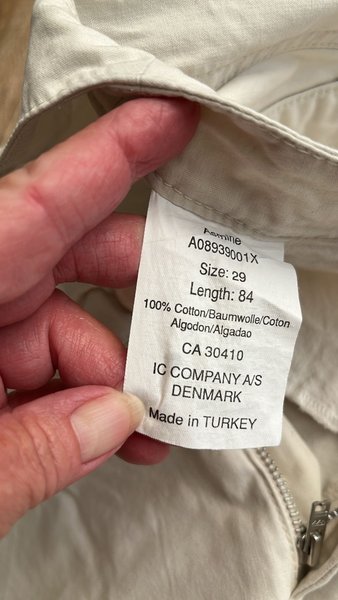 A08939001X
Size: 29
Length: 84
100% Cotton/Baumwolle/Coton
Algodon/Algadao
CA 30410
IC COMPANY A/S
DENMARK
Made in TURKEY